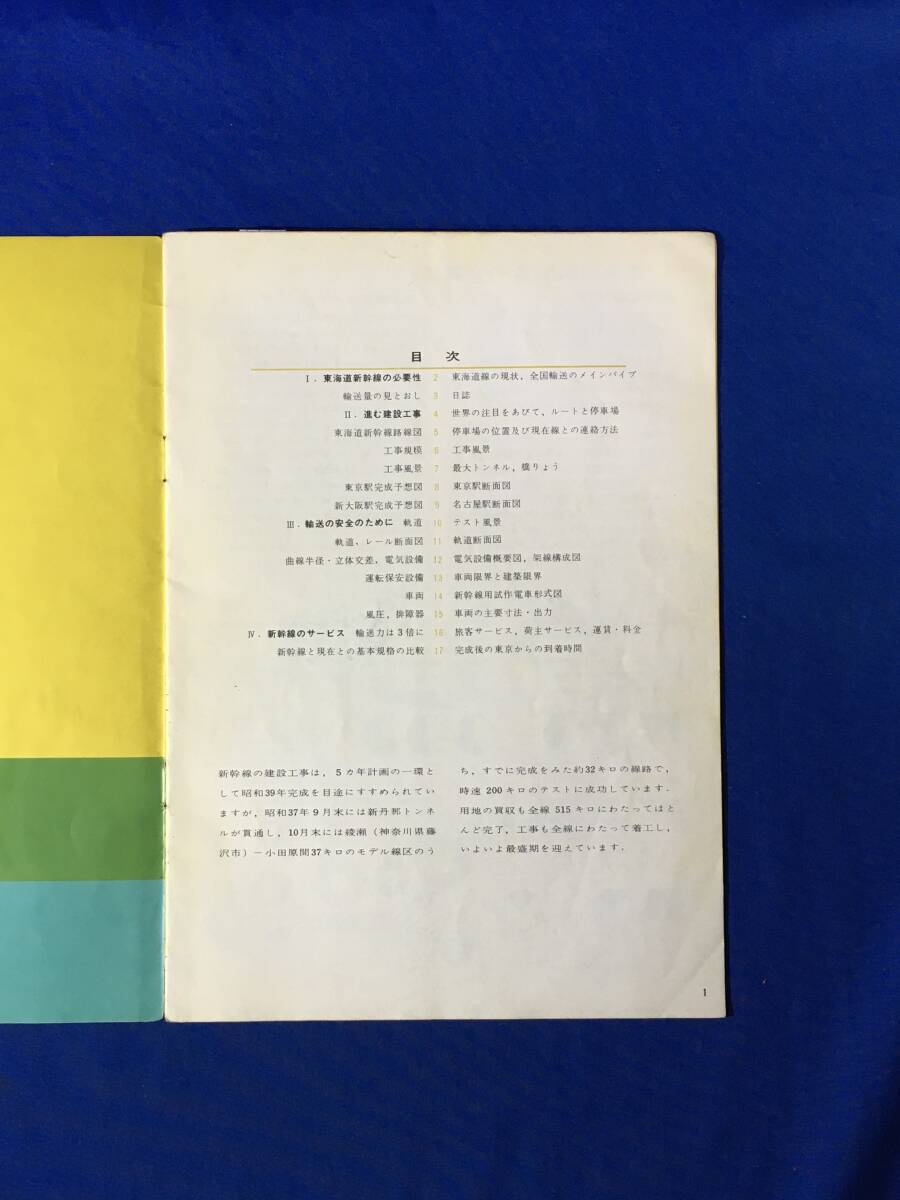 目 次
I．東海道新幹線の必要性 2 東海道線の現状，全国輸送のメインパイプ
輸送量の見とおし 3 日誌
II．進む建設工事 4 世界の注目をあびて，ルートと停車場
東海道新幹線路線図 5 停車場の位置及び現在線との連絡方法
工事規模 6 工事風景
工事風景 7 最大トンネル，橋りょう
東京駅完成予想図 8 東京駅断面図
新大阪駅完成予想図 9 名古屋駅断面図
III．輸送の安全のために 軌道 10 テスト風景
軌道，レール断面図 11 軌道断面図
曲線半径・立体交差，電気設備 12 電気設備概要図，架線構成図
運転保安設備 13 車両限界と建築限界
車両 14 新幹線用試作電車形式図
風圧，排障器 15 車両の主要寸法・出力
IV．新幹線のサービス 輸送力は3倍に 16 旅客サービス，荷主サービス，運賃・料金
新幹線と現在との基本規格の比較 17 完成後の東京からの到着時間
新幹線の建設工事は，5カ年計画の一環と
して昭和39年完成を目途にすすめられてい
ますが，昭和37年9月末には新丹那トンネ
ルが貫通し，10月末には綾瀬（神奈川県藤
沢市）―小田原間37キロのモデル線区のう
ち，すでに完成をみた約32キロの線路で，
時速200キロのテストに成功しています．
用地の買収も全線515キロにわたってほと
んど完了，工事も全線にわたって着工し，
いよいよ最盛期を迎えています．
1